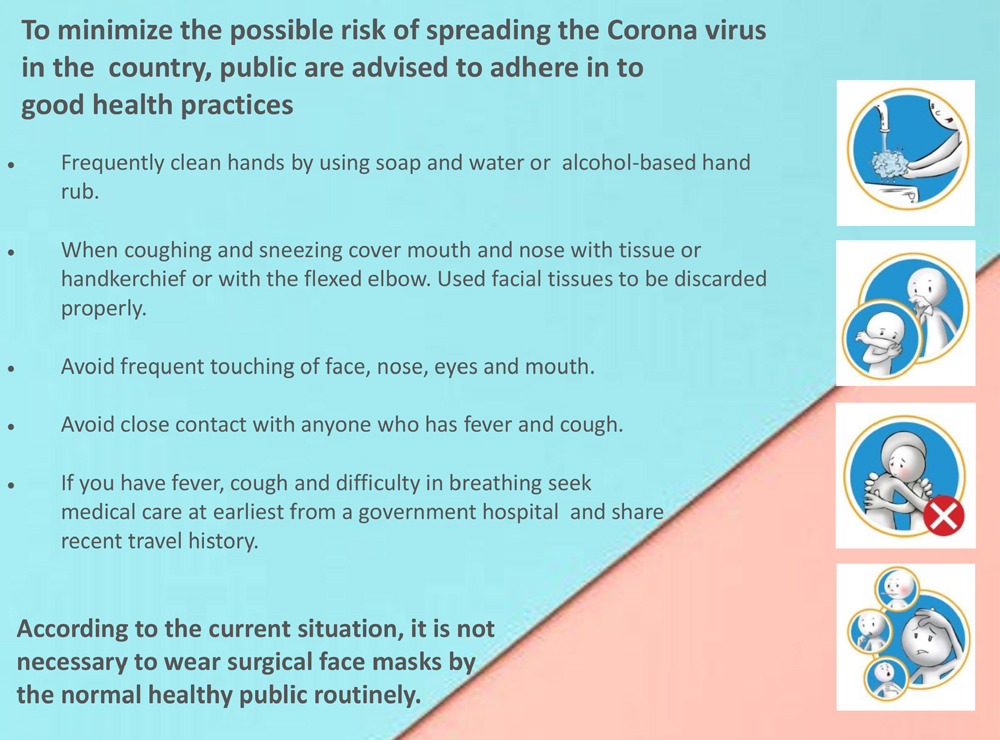 To minimize the possible risk of spreading the Corona virus
in the country, public are advised to adhere in to
good health practices
• Frequently clean hands by using soap and water or alcohol-based hand
rub.
• When coughing and sneezing cover mouth and nose with tissue or
handkerchief or with the flexed elbow. Used facial tissues to be discarded
properly.
• Avoid frequent touching of face, nose, eyes and mouth.
• Avoid close contact with anyone who has fever and cough.
• If you have fever, cough and difficulty in breathing seek
medical care at earliest from a government hospital and share
recent travel history.
According to the current situation, it is not
necessary to wear surgical face masks by
the normal healthy public routinely.